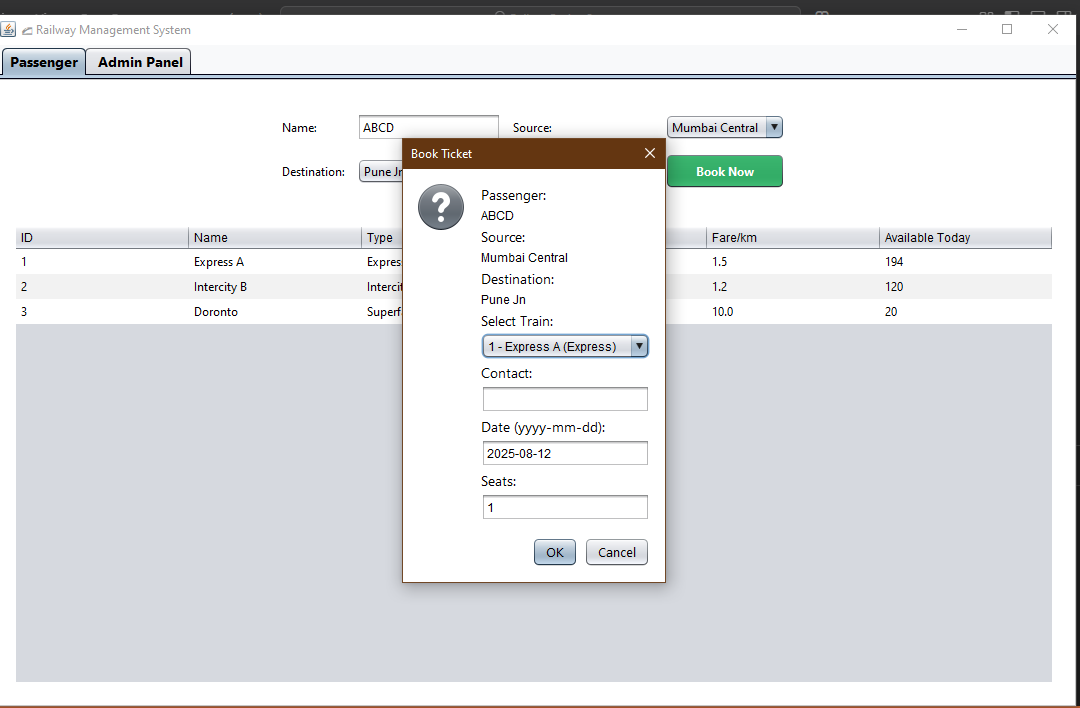 Railway Management System
Passenger Admin Panel
Name: ABCD Source: Mumbai Central
Destination: Pune Jn Book Now
Book Ticket
Passenger:
ABCD
Source:
Mumbai Central
Destination:
Pune Jn
Select Train:
1 - Express A (Express)
Contact:
Date (yyyy-mm-dd):
2025-08-12
Seats:
1
OK Cancel
ID Name Type Fare/km Available Today
1 Express A Expres 1.5 194
2 Intercity B Intercit 1.2 120
3 Doronto Superf 10.0 20